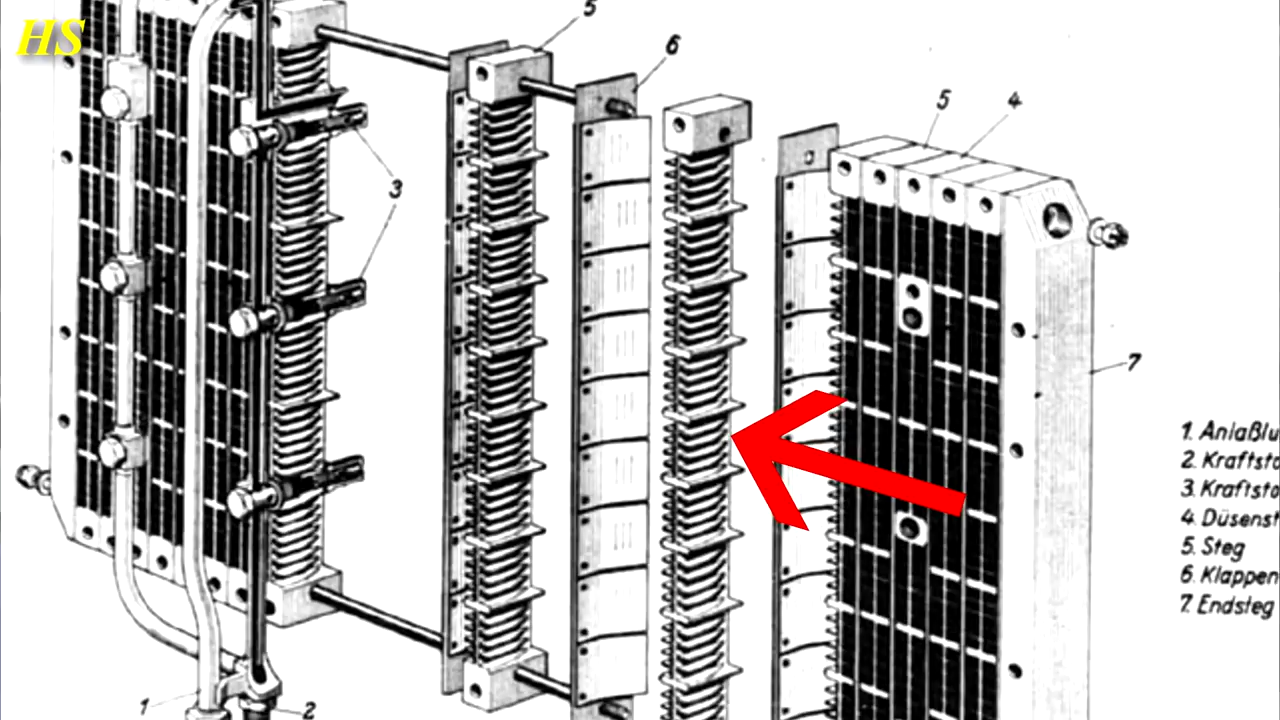 HS
5
6
5
4
3
7
1. Anlaßlu
2. Kraftsto
3. Kraftsto
4. Düsenst
5. Steg
6. Klappen
7. Endsteg
1
2